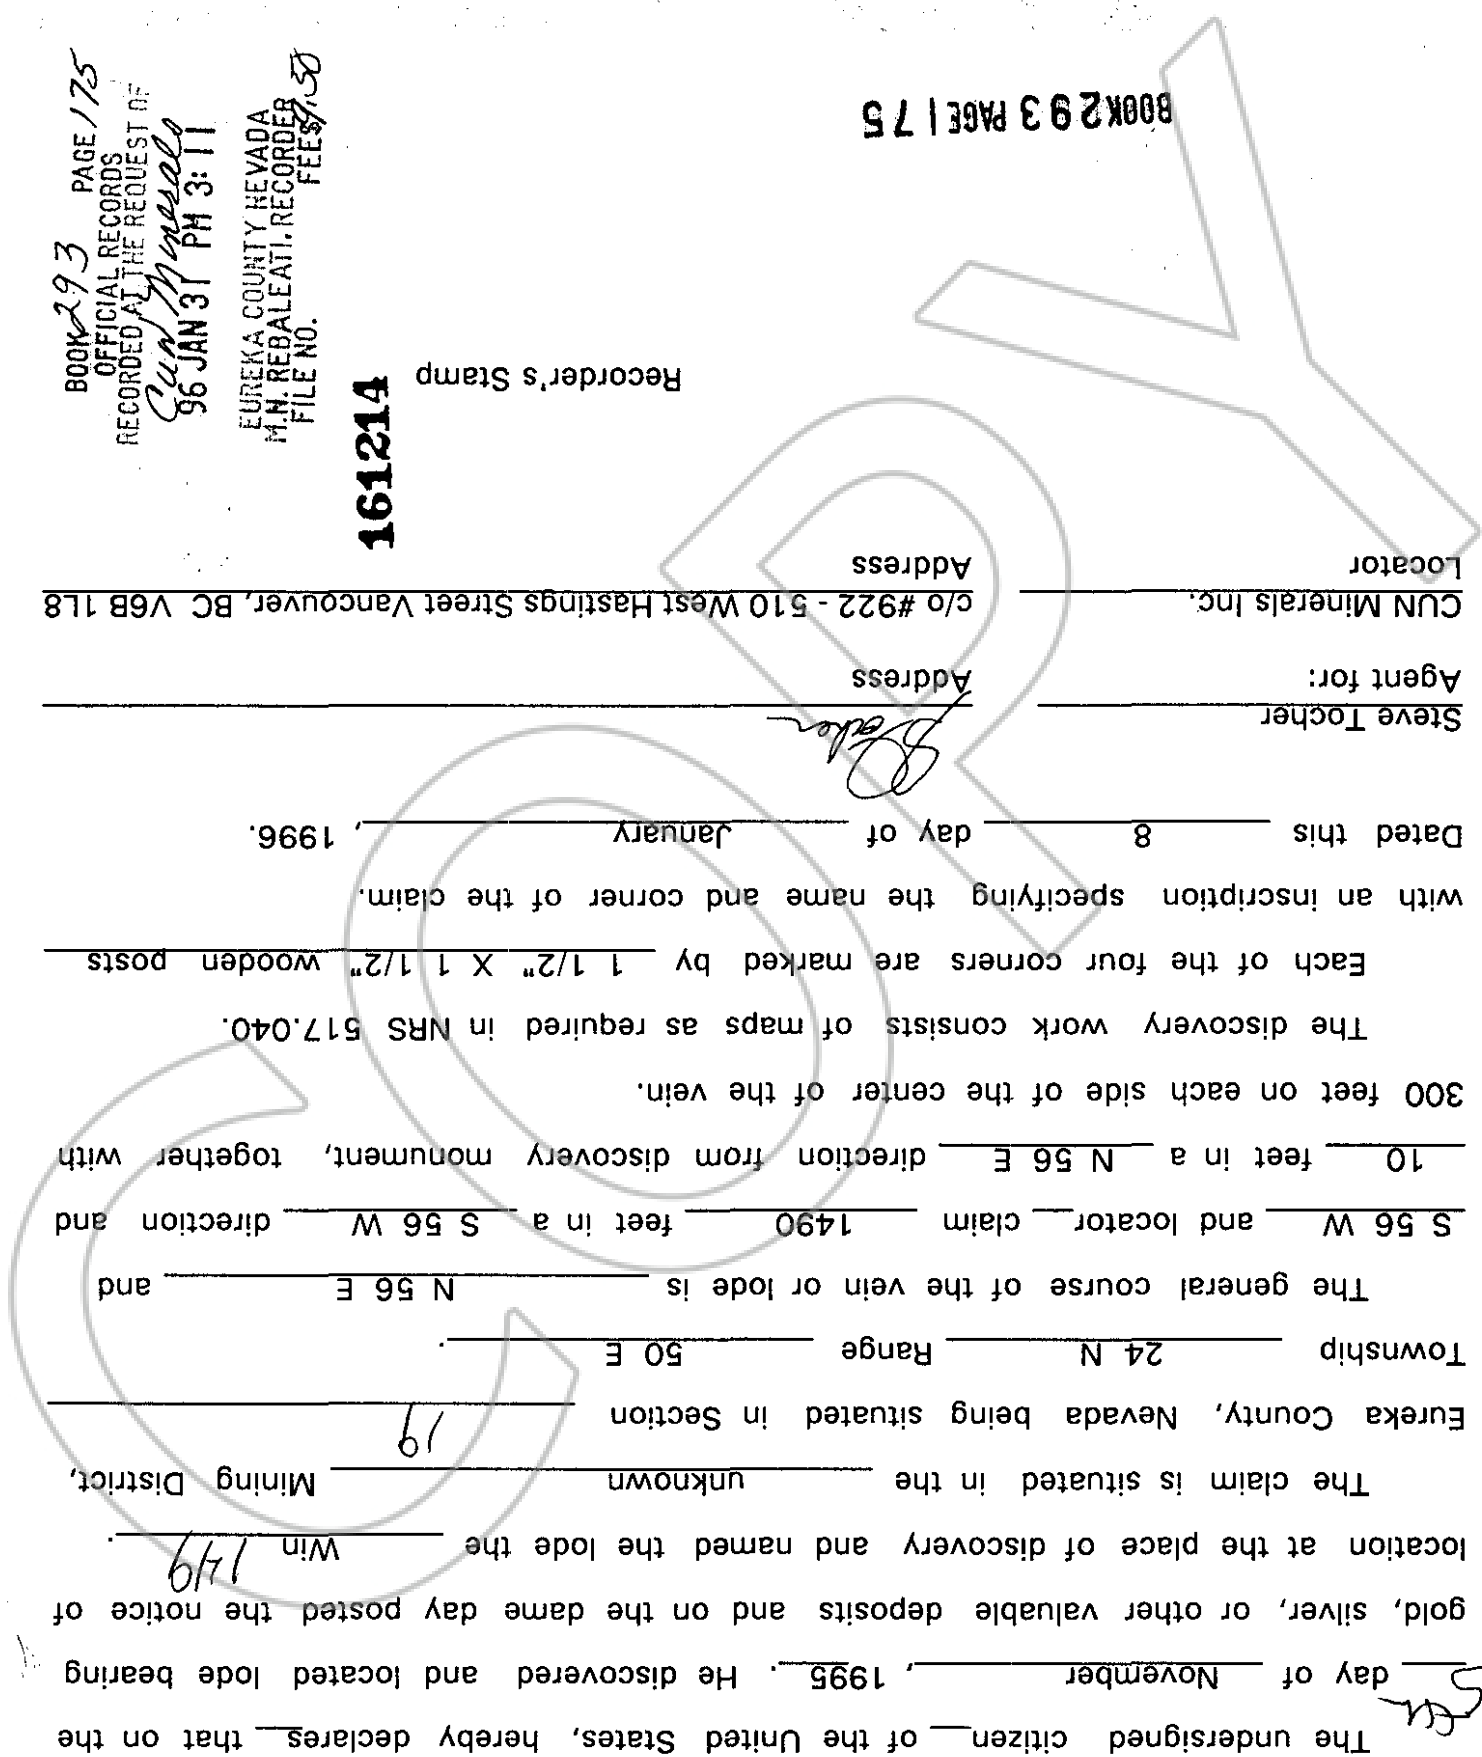 The undersigned citizen of the United States, hereby declares that on the
5th day of November, 1995. He discovered and located lode bearing
gold, silver, or other valuable deposits and on the dame day posted the notice of
location at the place of discovery and named the lode the Win 149.
The claim is situated in the unknown Mining District,
Eureka County, Nevada being situated in Section 19
Township 24 N Range 50 E.
The general course of the vein or lode is N 56 E and
S 56 W and locator claim 1490 feet in a S 56 W direction and
10 feet in a N 56 E direction from discovery monument, together with
300 feet on each side of the center of the vein.
The discovery work consists of maps as required in NRS 517.040.
Each of the four corners are marked by 1 1/2" X 1 1/2" wooden posts
with an inscription specifying the name and corner of the claim.
Dated this 8 day of January, 1996.
Steve Tocher S Tocher
Agent for: Address
CUN Minerals Inc. c/o #922 - 510 West Hastings Street Vancouver, BC V6B 1L8
Locator Address
Recorder's Stamp
161214
BOOK 293 PAGE 175
OFFICIAL RECORDS
RECORDED AT THE REQUEST OF
Cun Minerals
96 JAN 31 PM 3:11
EUREKA COUNTY NEVADA
M.N. REBALEATI, RECORDER
FILE NO. FEES 9.50
BOOK 293 PAGE 175
COPY